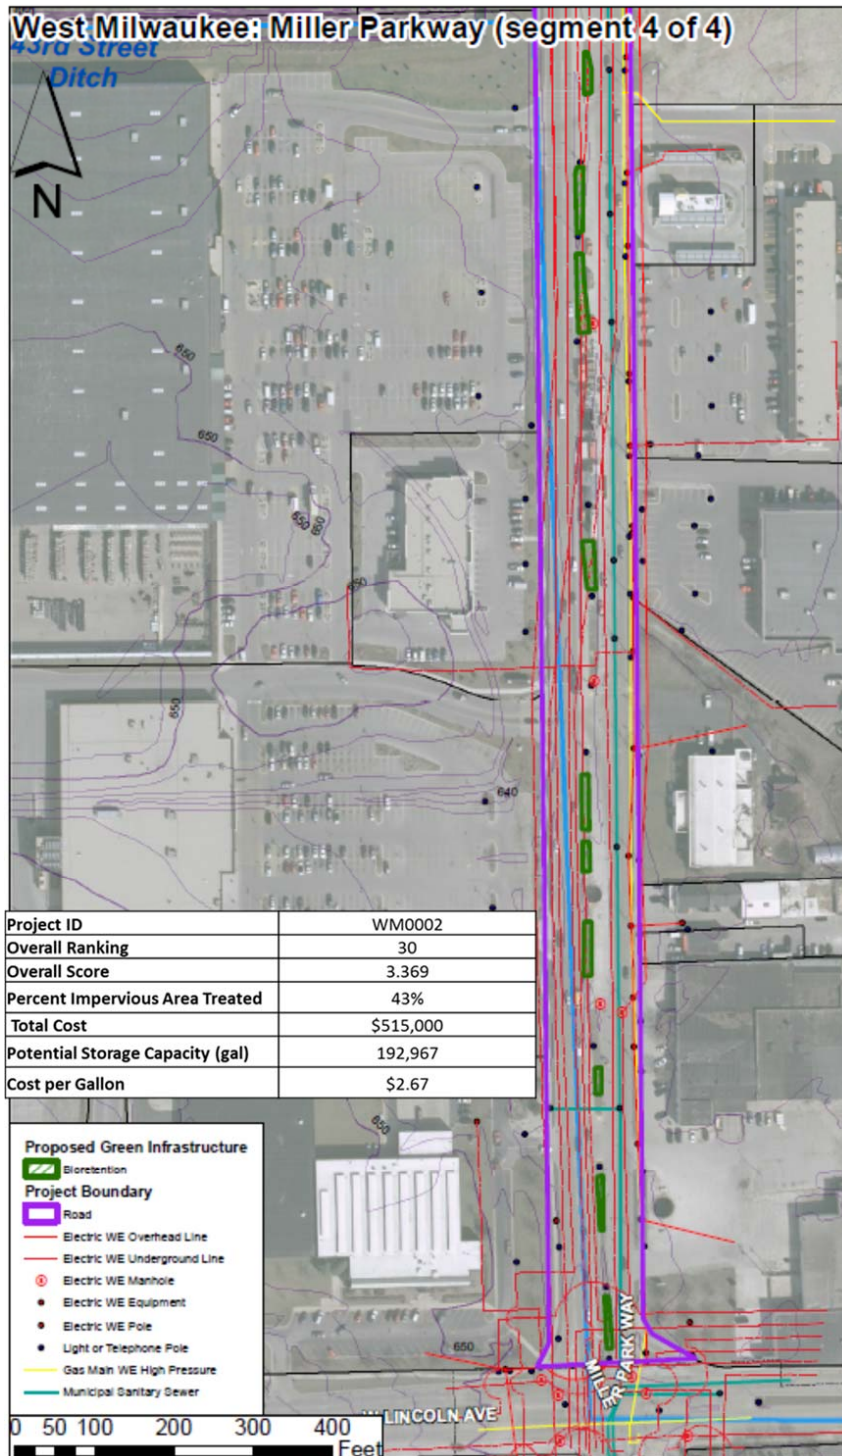 West Milwaukee: Miller Parkway (segment 4 of 4)
43rd Street
Ditch
N
650
650
650
650
650
650
640
Project ID WM0002
Overall Ranking 30
Overall Score 3.369
Percent Impervious Area Treated 43%
Total Cost $515,000
Potential Storage Capacity (gal) 192,967
Cost per Gallon $2.67
650
Proposed Green Infrastructure
Bioretention
Project Boundary
Road
Electric WE Overhead Line
Electric WE Underground Line
Electric WE Manhole
Electric WE Equipment
Electric WE Pole
Light or Telephone Pole
Gas Main WE High Pressure
Municipal Sanitary Sewer
650
MILLER PARK WAY
W LINCOLN AVE
0 50 100 200 300 400
Feet